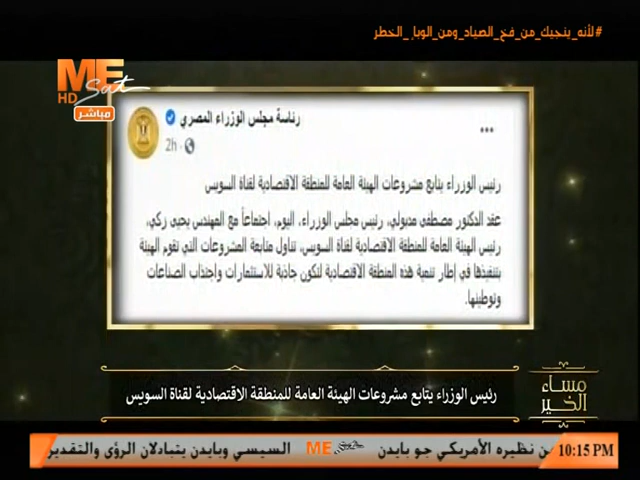 #لأنه_ينجيك_من_فخ_الصياد_ومن_الوبا_الخطر
ME Sat
HD
مباشر
رئاسة مجلس الوزراء المصري
2h
رئيس الوزراء يتابع مشروعات الهيئة العامة للمنطقة الاقتصادية لقناة السويس
عقد الدكتور مصطفى مدبولي، رئيس مجلس الوزراء، اليوم، اجتماعاً مع المهندس يحيى زكي،
رئيس الهيئة العامة للمنطقة الاقتصادية لقناة السويس، تناول متابعة المشروعات التي تقوم الهيئة
بتنفيذها في إطار تنمية هذه المنطقة الاقتصادية لتكون جاذبة للاستثمارات واجتذاب الصناعات
وتوطينها.
رئيس الوزراء يتابع مشروعات الهيئة العامة للمنطقة الاقتصادية لقناة السويس
مساء
الخير
ن نظيره الأمريكي جو بايدن ME Sat السيسي وبايدن يتبادلان الرؤى والتقدير
10:15 PM